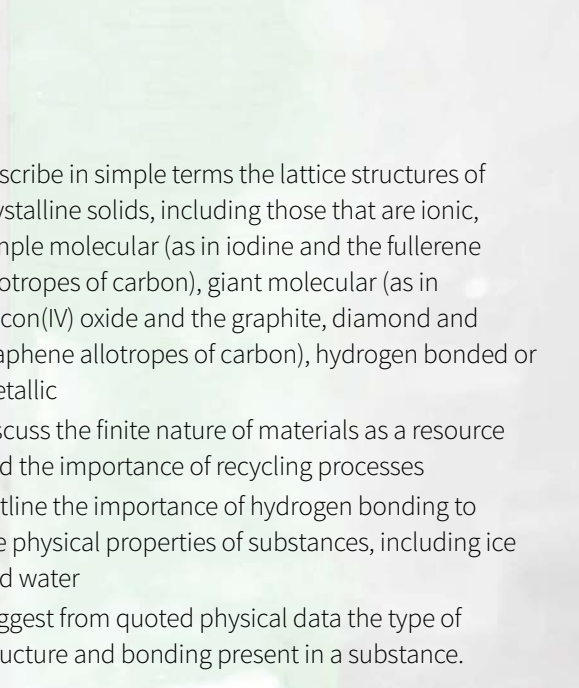 scribe in simple terms the lattice structures of
ystalline solids, including those that are ionic,
mple molecular (as in iodine and the fullerene
otropes of carbon), giant molecular (as in
con(IV) oxide and the graphite, diamond and
aphene allotropes of carbon), hydrogen bonded or
etallic
scuss the finite nature of materials as a resource
d the importance of recycling processes
tline the importance of hydrogen bonding to
e physical properties of substances, including ice
d water
ggest from quoted physical data the type of
ucture and bonding present in a substance.